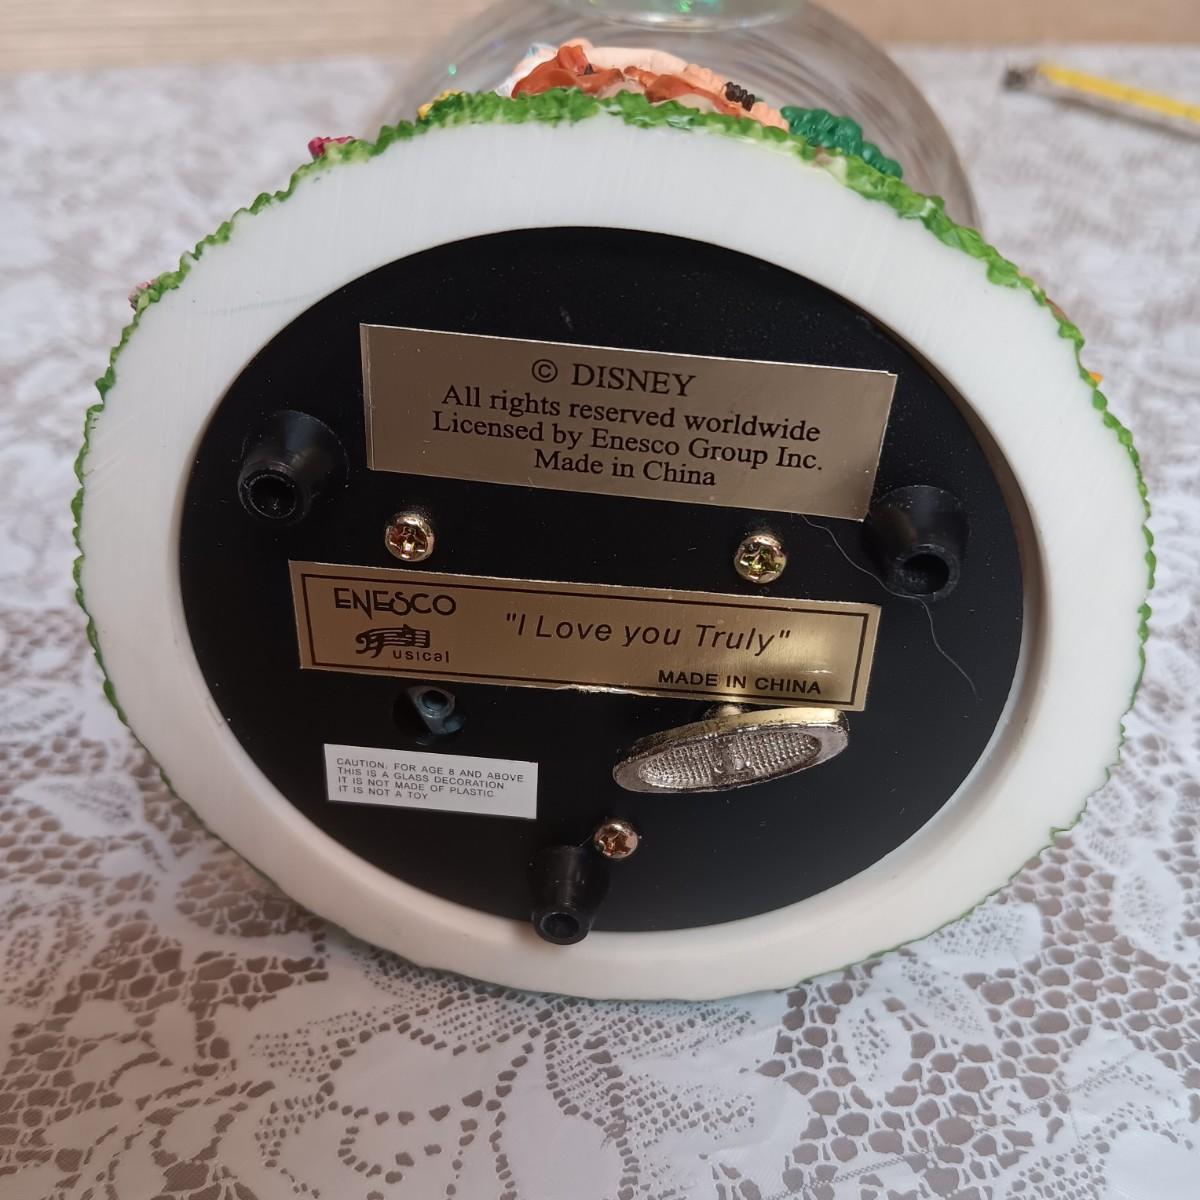 © DISNEY
All rights reserved worldwide
Licensed by Enesco Group Inc.
Made in China
ENESCO
usical
"I Love you Truly"
MADE IN CHINA
CAUTION: FOR AGE 8 AND ABOVE
THIS IS A GLASS DECORATION
IT IS NOT MADE OF PLASTIC
IT IS NOT A TOY